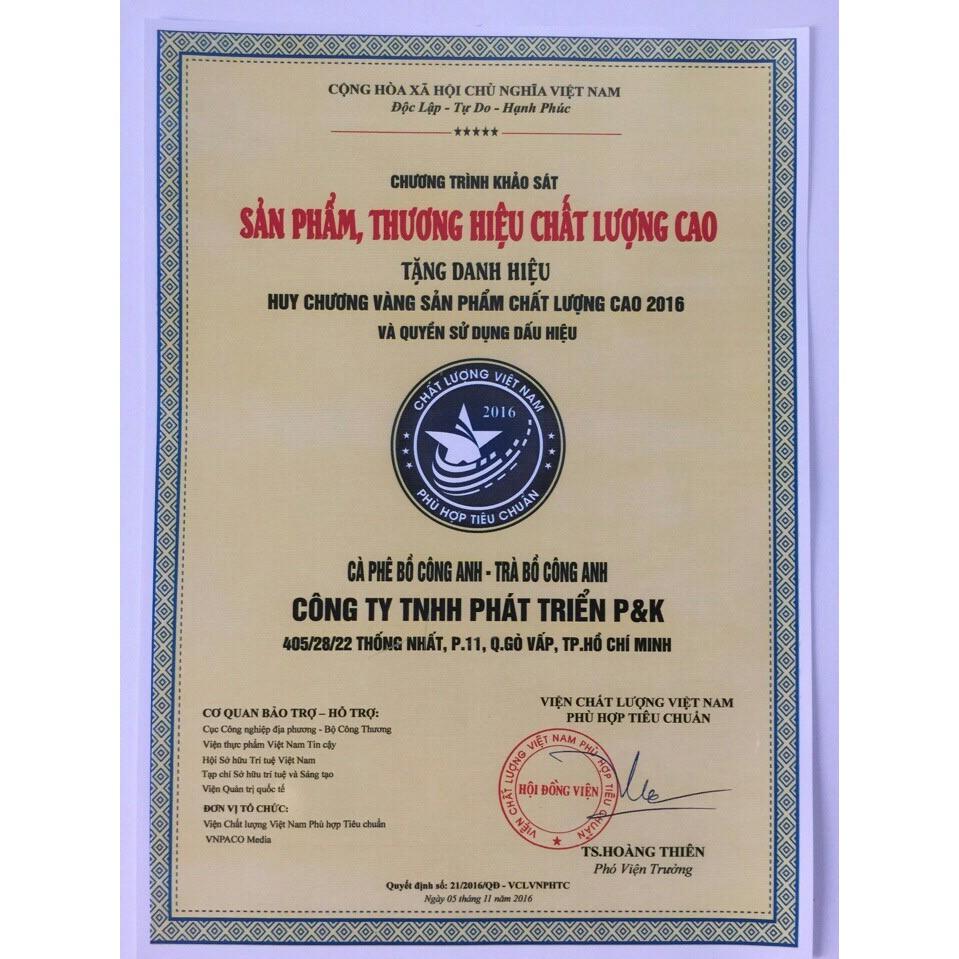 CỘNG HÒA XÃ HỘI CHỦ NGHĨA VIỆT NAM
Độc Lập - Tự Do - Hạnh Phúc
CHƯƠNG TRÌNH KHẢO SÁT
SẢN PHẨM, THƯƠNG HIỆU CHẤT LƯỢNG CAO
TẶNG DANH HIỆU
HUY CHƯƠNG VÀNG SẢN PHẨM CHẤT LƯỢNG CAO 2016
VÀ QUYỀN SỬ DỤNG DẤU HIỆU
CHẤT LƯỢNG VIỆT NAM
2016
PHÙ HỢP TIÊU CHUẨN
CÀ PHÊ BỒ CÔNG ANH - TRÀ BỒ CÔNG ANH
CÔNG TY TNHH PHÁT TRIỂN P&K
405/28/22 THỐNG NHẤT, P.11, Q.GÒ VẤP, TP.HỒ CHÍ MINH
CƠ QUAN BẢO TRỢ – HỖ TRỢ:
Cục Công nghiệp địa phương - Bộ Công Thương
Viện thực phẩm Việt Nam Tin cậy
Hội Sở hữu Trí tuệ Việt Nam
Tạp chí Sở hữu trí tuệ và Sáng tạo
Viện Quản trị quốc tế
ĐƠN VỊ TỔ CHỨC:
Viện Chất lượng Việt Nam Phù hợp Tiêu chuẩn
VNPACO Media
VIỆN CHẤT LƯỢNG VIỆT NAM
PHÙ HỢP TIÊU CHUẨN
VIỆN CHẤT LƯỢNG VIỆT NAM PHÙ HỢP TIÊU CHUẨN
HỘI ĐỒNG VIỆN
TS.HOÀNG THIÊN
Phó Viện Trưởng
Quyết định số: 21/2016/QĐ - VCLVNPHTC
Ngày 05 tháng 11 năm 2016